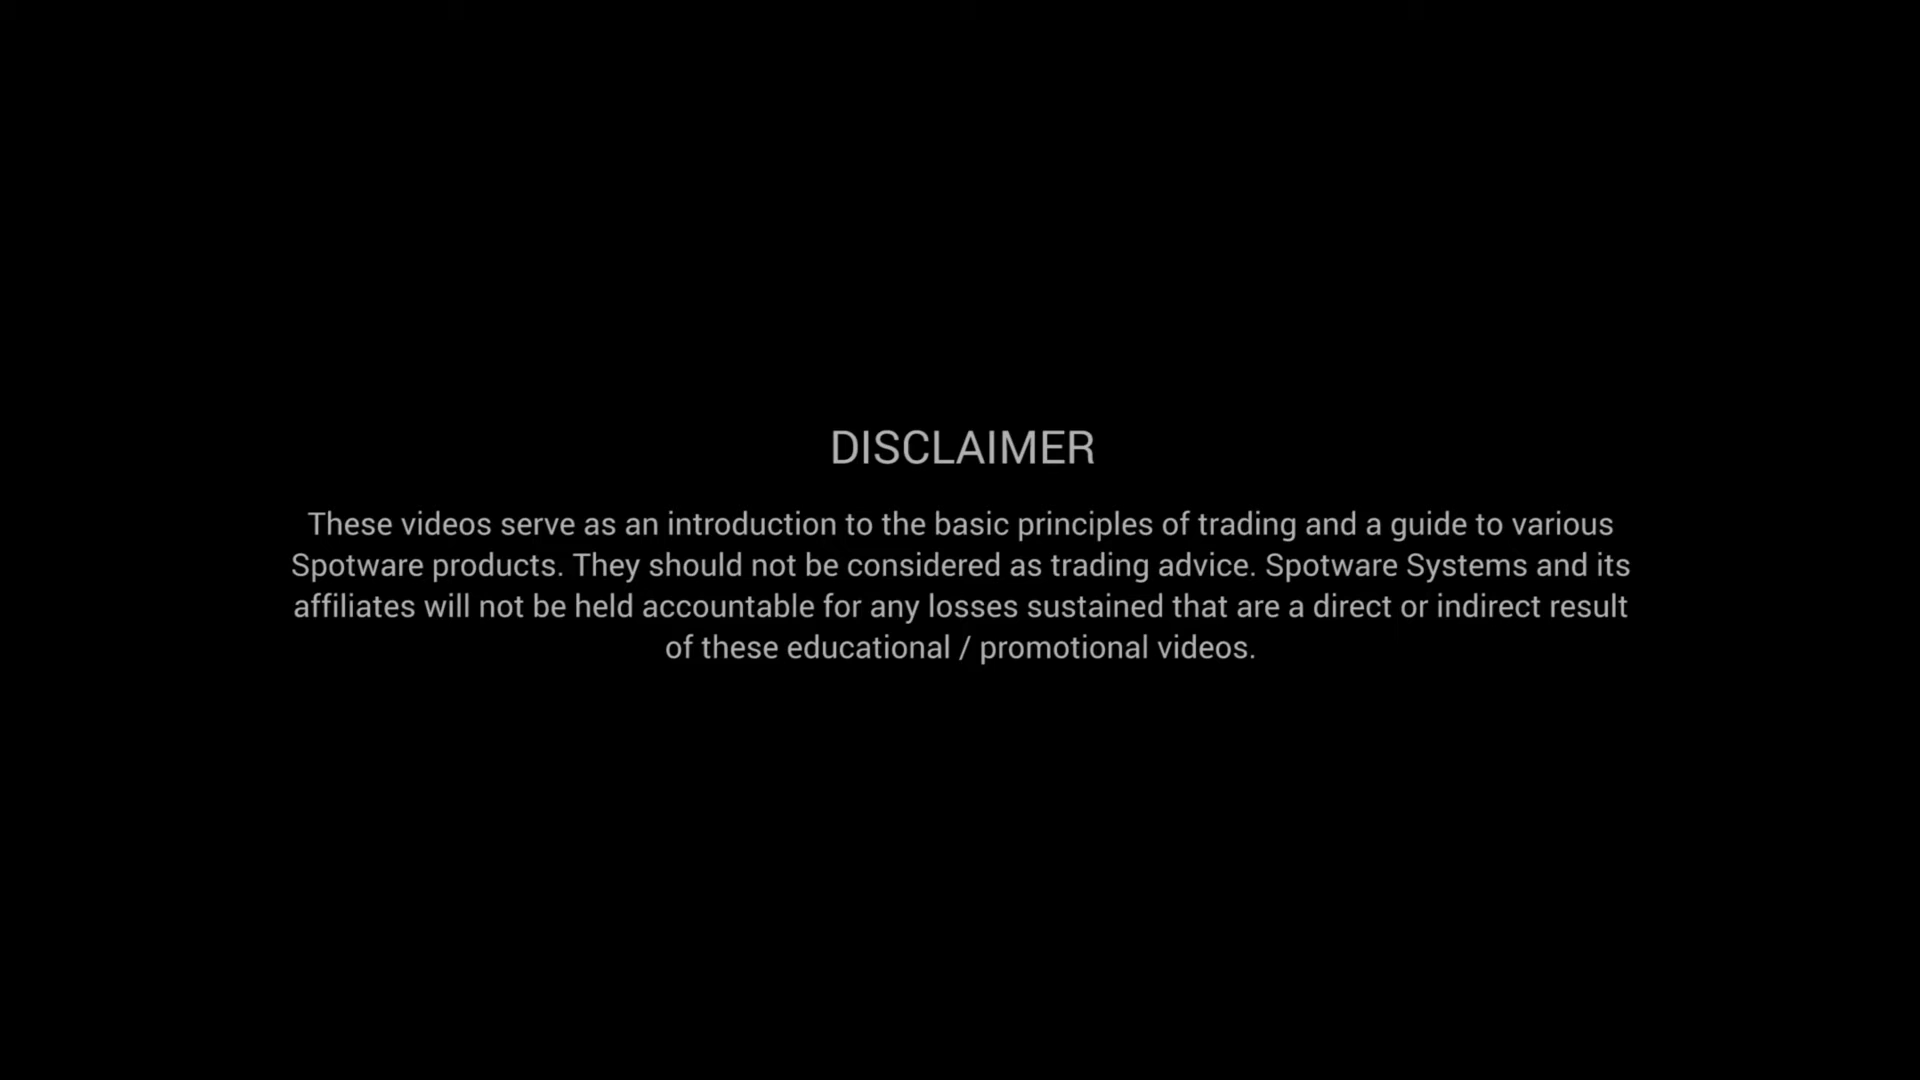 DISCLAIMER
These videos serve as an introduction to the basic principles of trading and a guide to various
Spotware products. They should not be considered as trading advice. Spotware Systems and its
affiliates will not be held accountable for any losses sustained that are a direct or indirect result
of these educational / promotional videos.